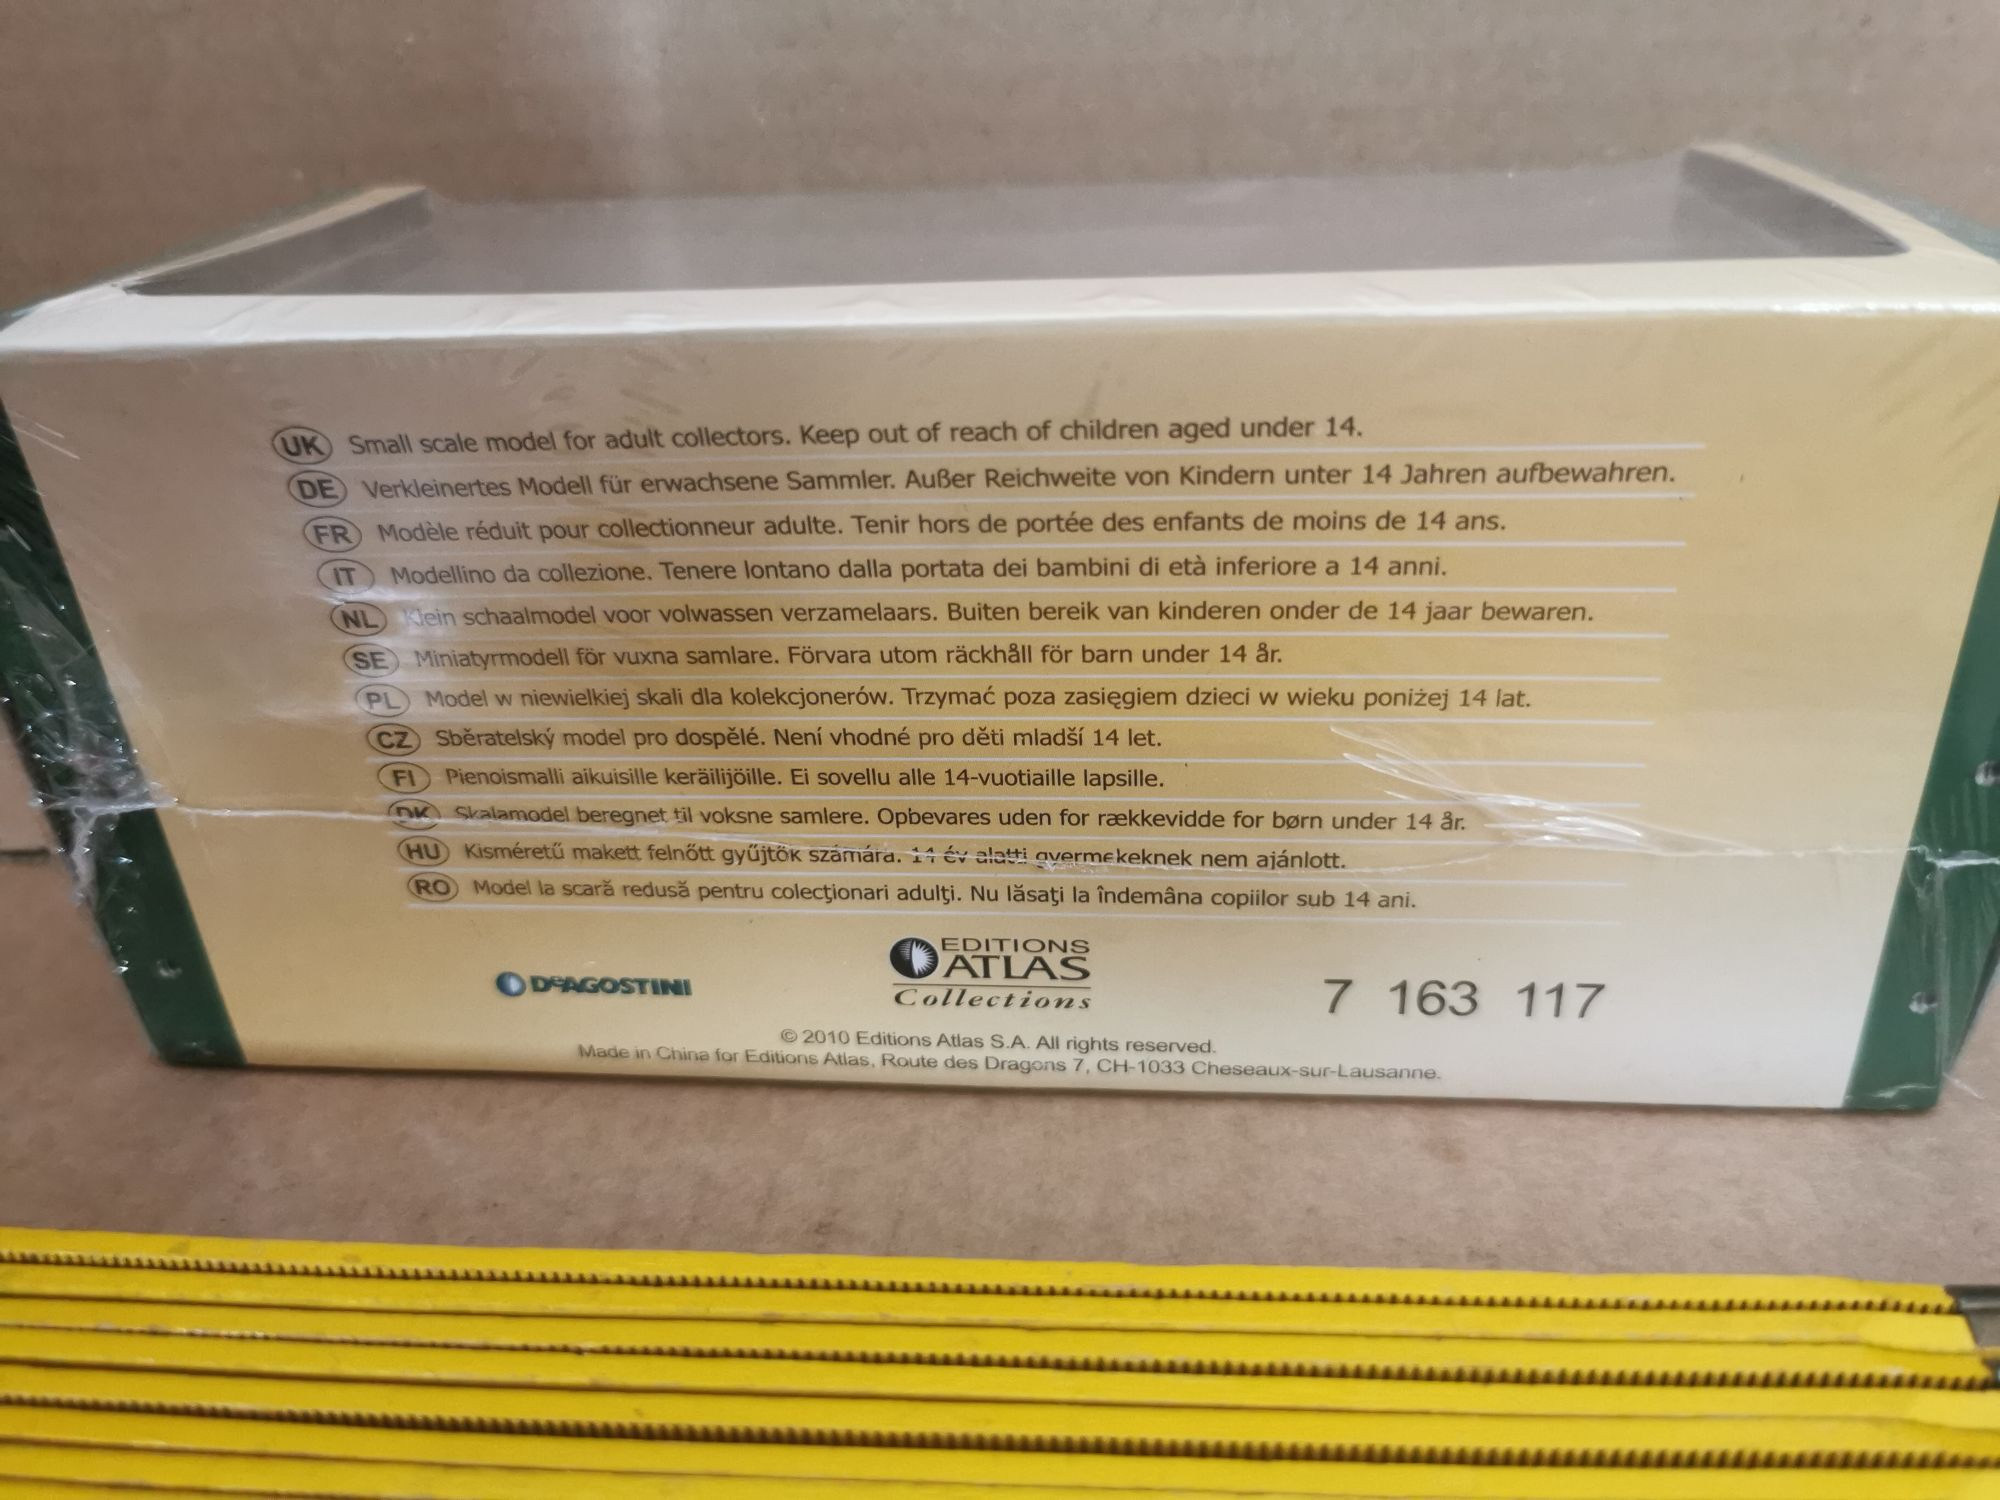 UK Small scale model for adult collectors. Keep out of reach of children aged under 14.
DE Verkleinertes Modell für erwachsene Sammler. Außer Reichweite von Kindern unter 14 Jahren aufbewahren.
FR Modèle réduit pour collectionneur adulte. Tenir hors de portée des enfants de moins de 14 ans.
IT Modellino da collezione. Tenere lontano dalla portata dei bambini di età inferiore a 14 anni.
NL Klein schaalmodel voor volwassen verzamelaars. Buiten bereik van kinderen onder de 14 jaar bewaren.
SE Miniatyrmodell för vuxna samlare. Förvara utom räckhåll för barn under 14 år.
PL Model w niewielkiej skali dla kolekcjonerów. Trzymać poza zasięgiem dzieci w wieku poniżej 14 lat.
CZ Sběratelský model pro dospělé. Není vhodné pro děti mladší 14 let.
FI Pienoismalli aikuisille keräilijöille. Ei sovellu alle 14-vuotiaille lapsille.
DK Skalamodel beregnet til voksne samlere. Opbevares uden for rækkevidde for børn under 14 år.
HU Kisméretű makett felnőtt gyűjtők számára. 14 év alatti gyermekeknek nem ajánlott.
RO Model la scară redusă pentru colecţionari adulţi. Nu lăsaţi la îndemâna copiilor sub 14 ani.
DeAGOSTINI
EDITIONS
ATLAS
Collections
7 163 117
© 2010 Editions Atlas S.A. All rights reserved.
Made in China for Editions Atlas, Route des Dragons 7, CH-1033 Cheseaux-sur-Lausanne.